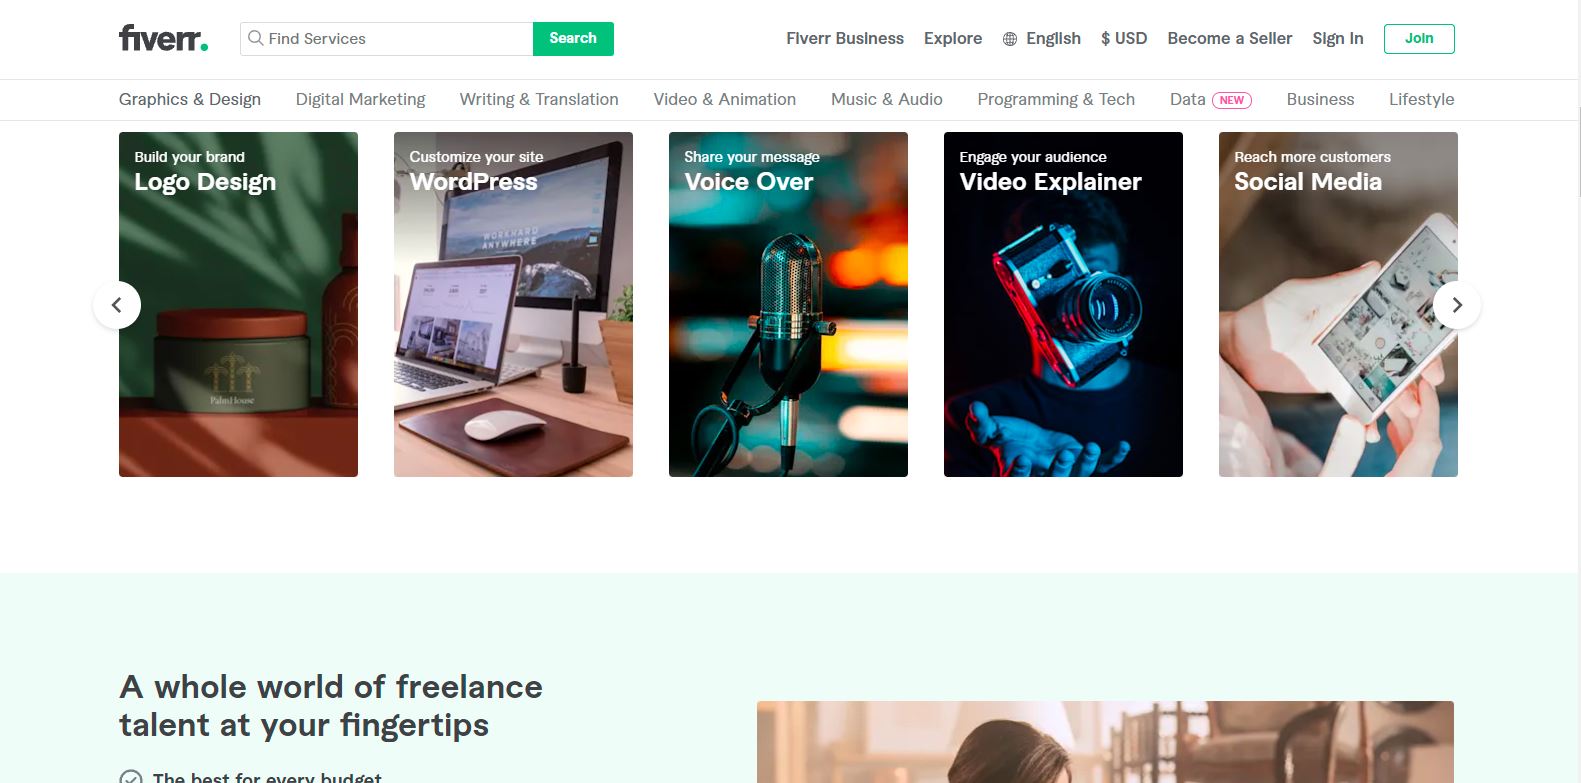 fiverr.
Find Services
Search
Fiverr Business
Explore
English
$ USD
Become a Seller
Sign In
Join
Graphics & Design
Digital Marketing
Writing & Translation
Video & Animation
Music & Audio
Programming & Tech
Data NEW
Business
Lifestyle
Build your brand
Logo Design
PalmHouse
Customize your site
WordPress
WORKHARD
ANYWHERE
Share your message
Voice Over
Engage your audience
Video Explainer
Reach more customers
Social Media
A whole world of freelance
talent at your fingertips
The best for every budget